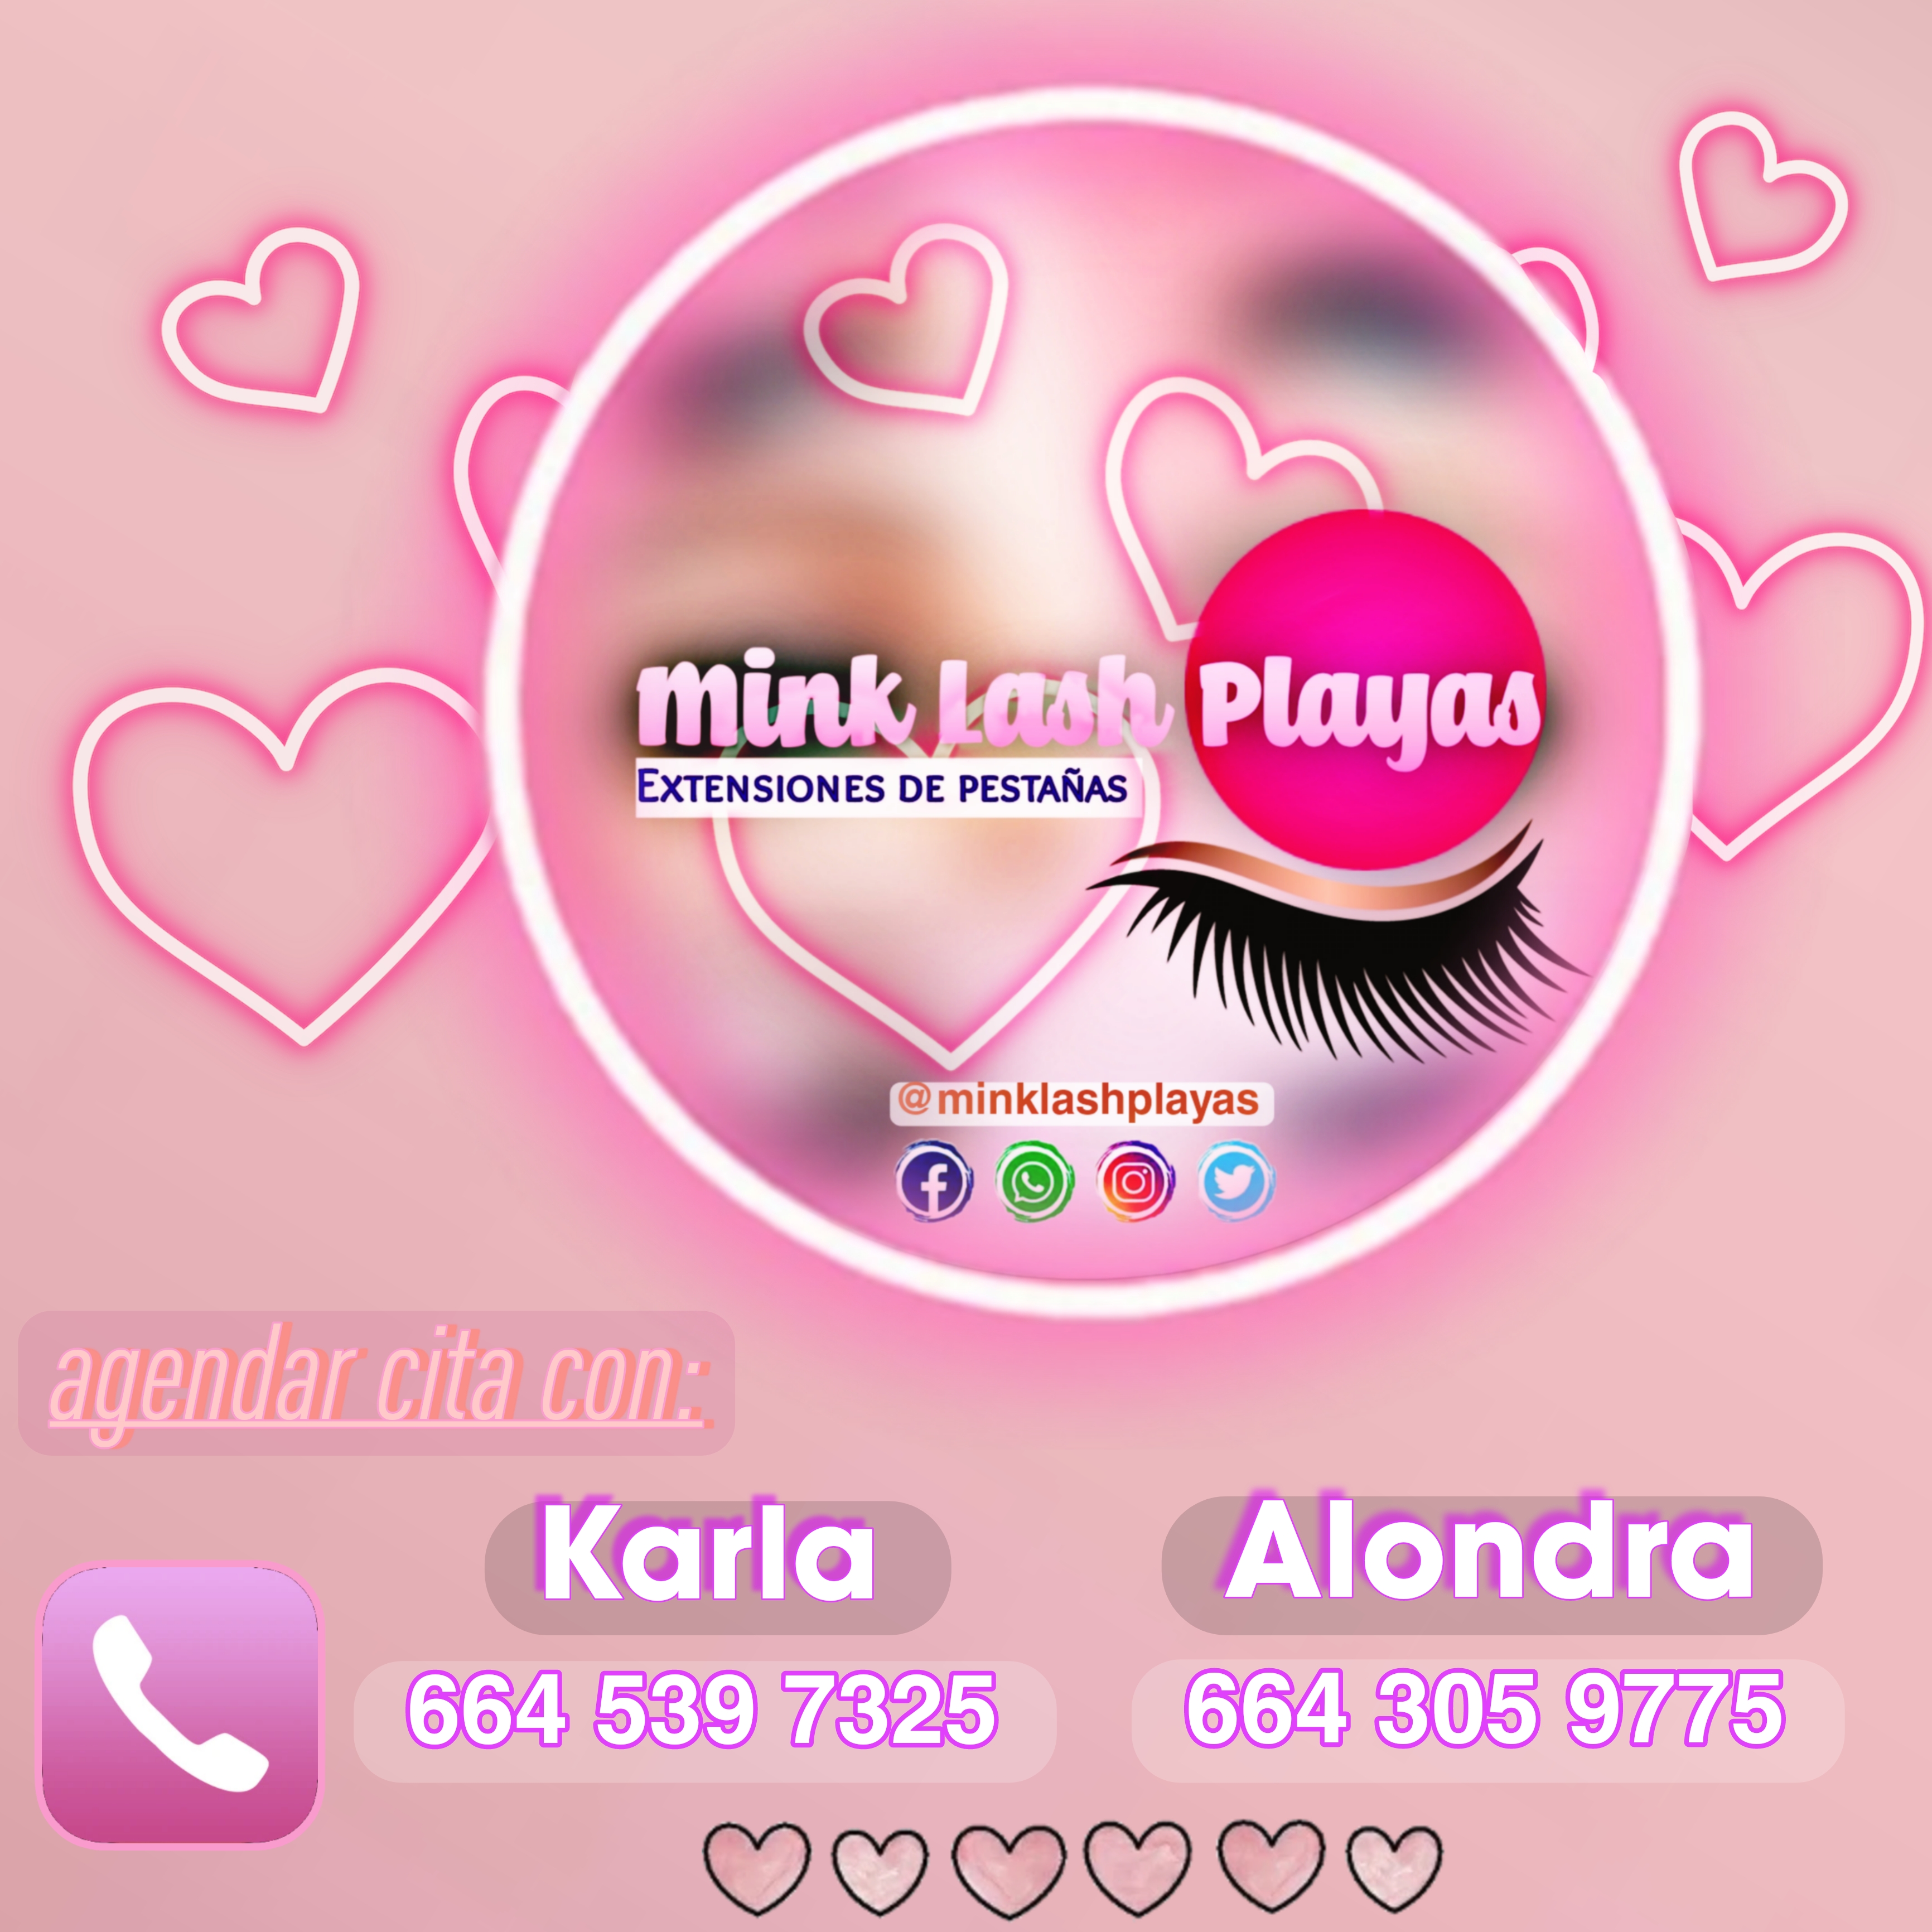 Mink Lash Playas
Extensiones de pestañas
@minklashplayas
agendar cita con:
Karla
Alondra
664 539 7325
664 305 9775